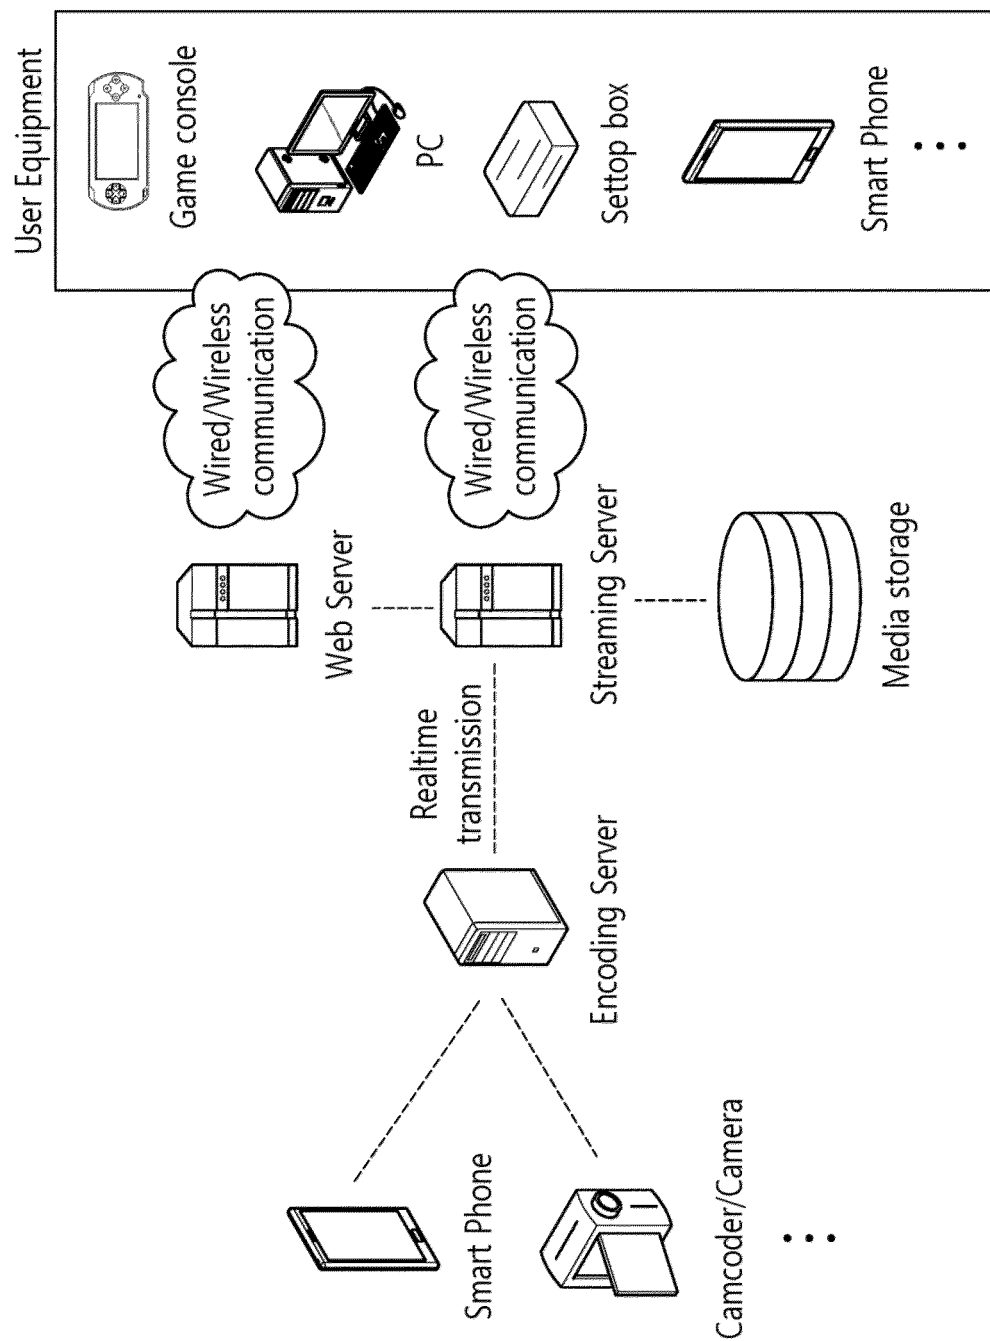 User Equipment
Game console
PC
Settop box
Smart Phone
Wired/Wireless
communication
Wired/Wireless
communication
Web Server
Streaming Server
Media storage
Realtime
transmission
Encoding Server
Smart Phone
Camcoder/Camera